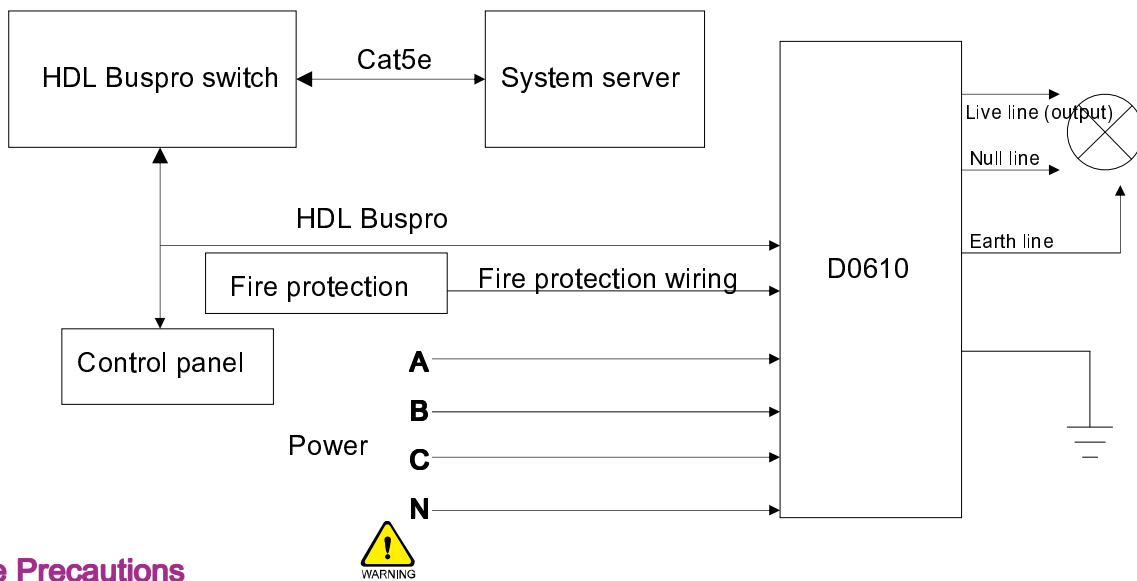 HDL Buspro switch
Cat5e
System server
Live line (output)
Null line
HDL Buspro
Earth line
D0610
Fire protection
Fire protection wiring
Control panel
A
B
Power
C
N
WARNING
Precautions